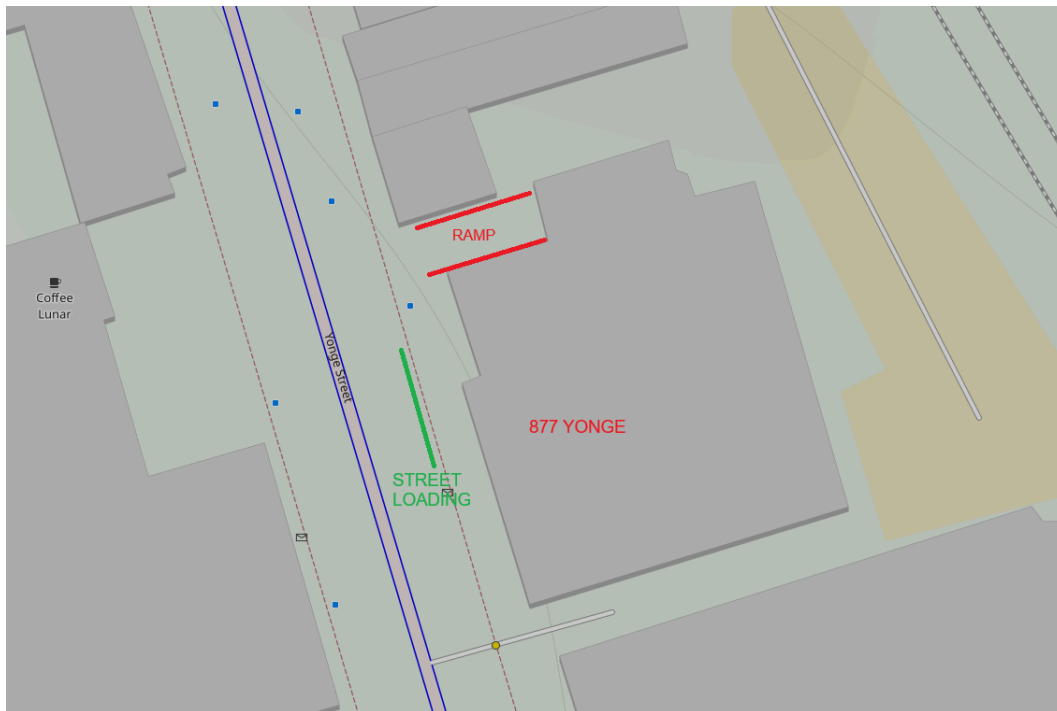 RAMP
Coffee
Lunar
Yonge Street
877 YONGE
STREET
LOADING